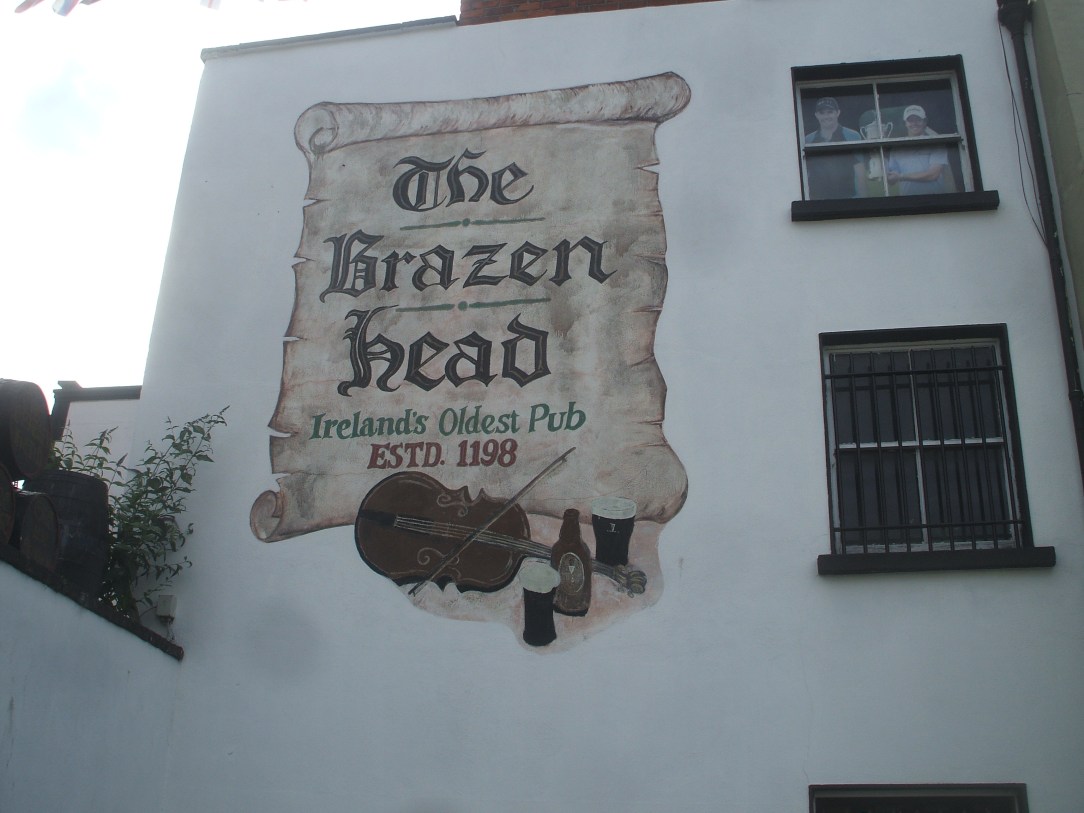 The
Brazen
head
Ireland's Oldest Pub
ESTD. 1198